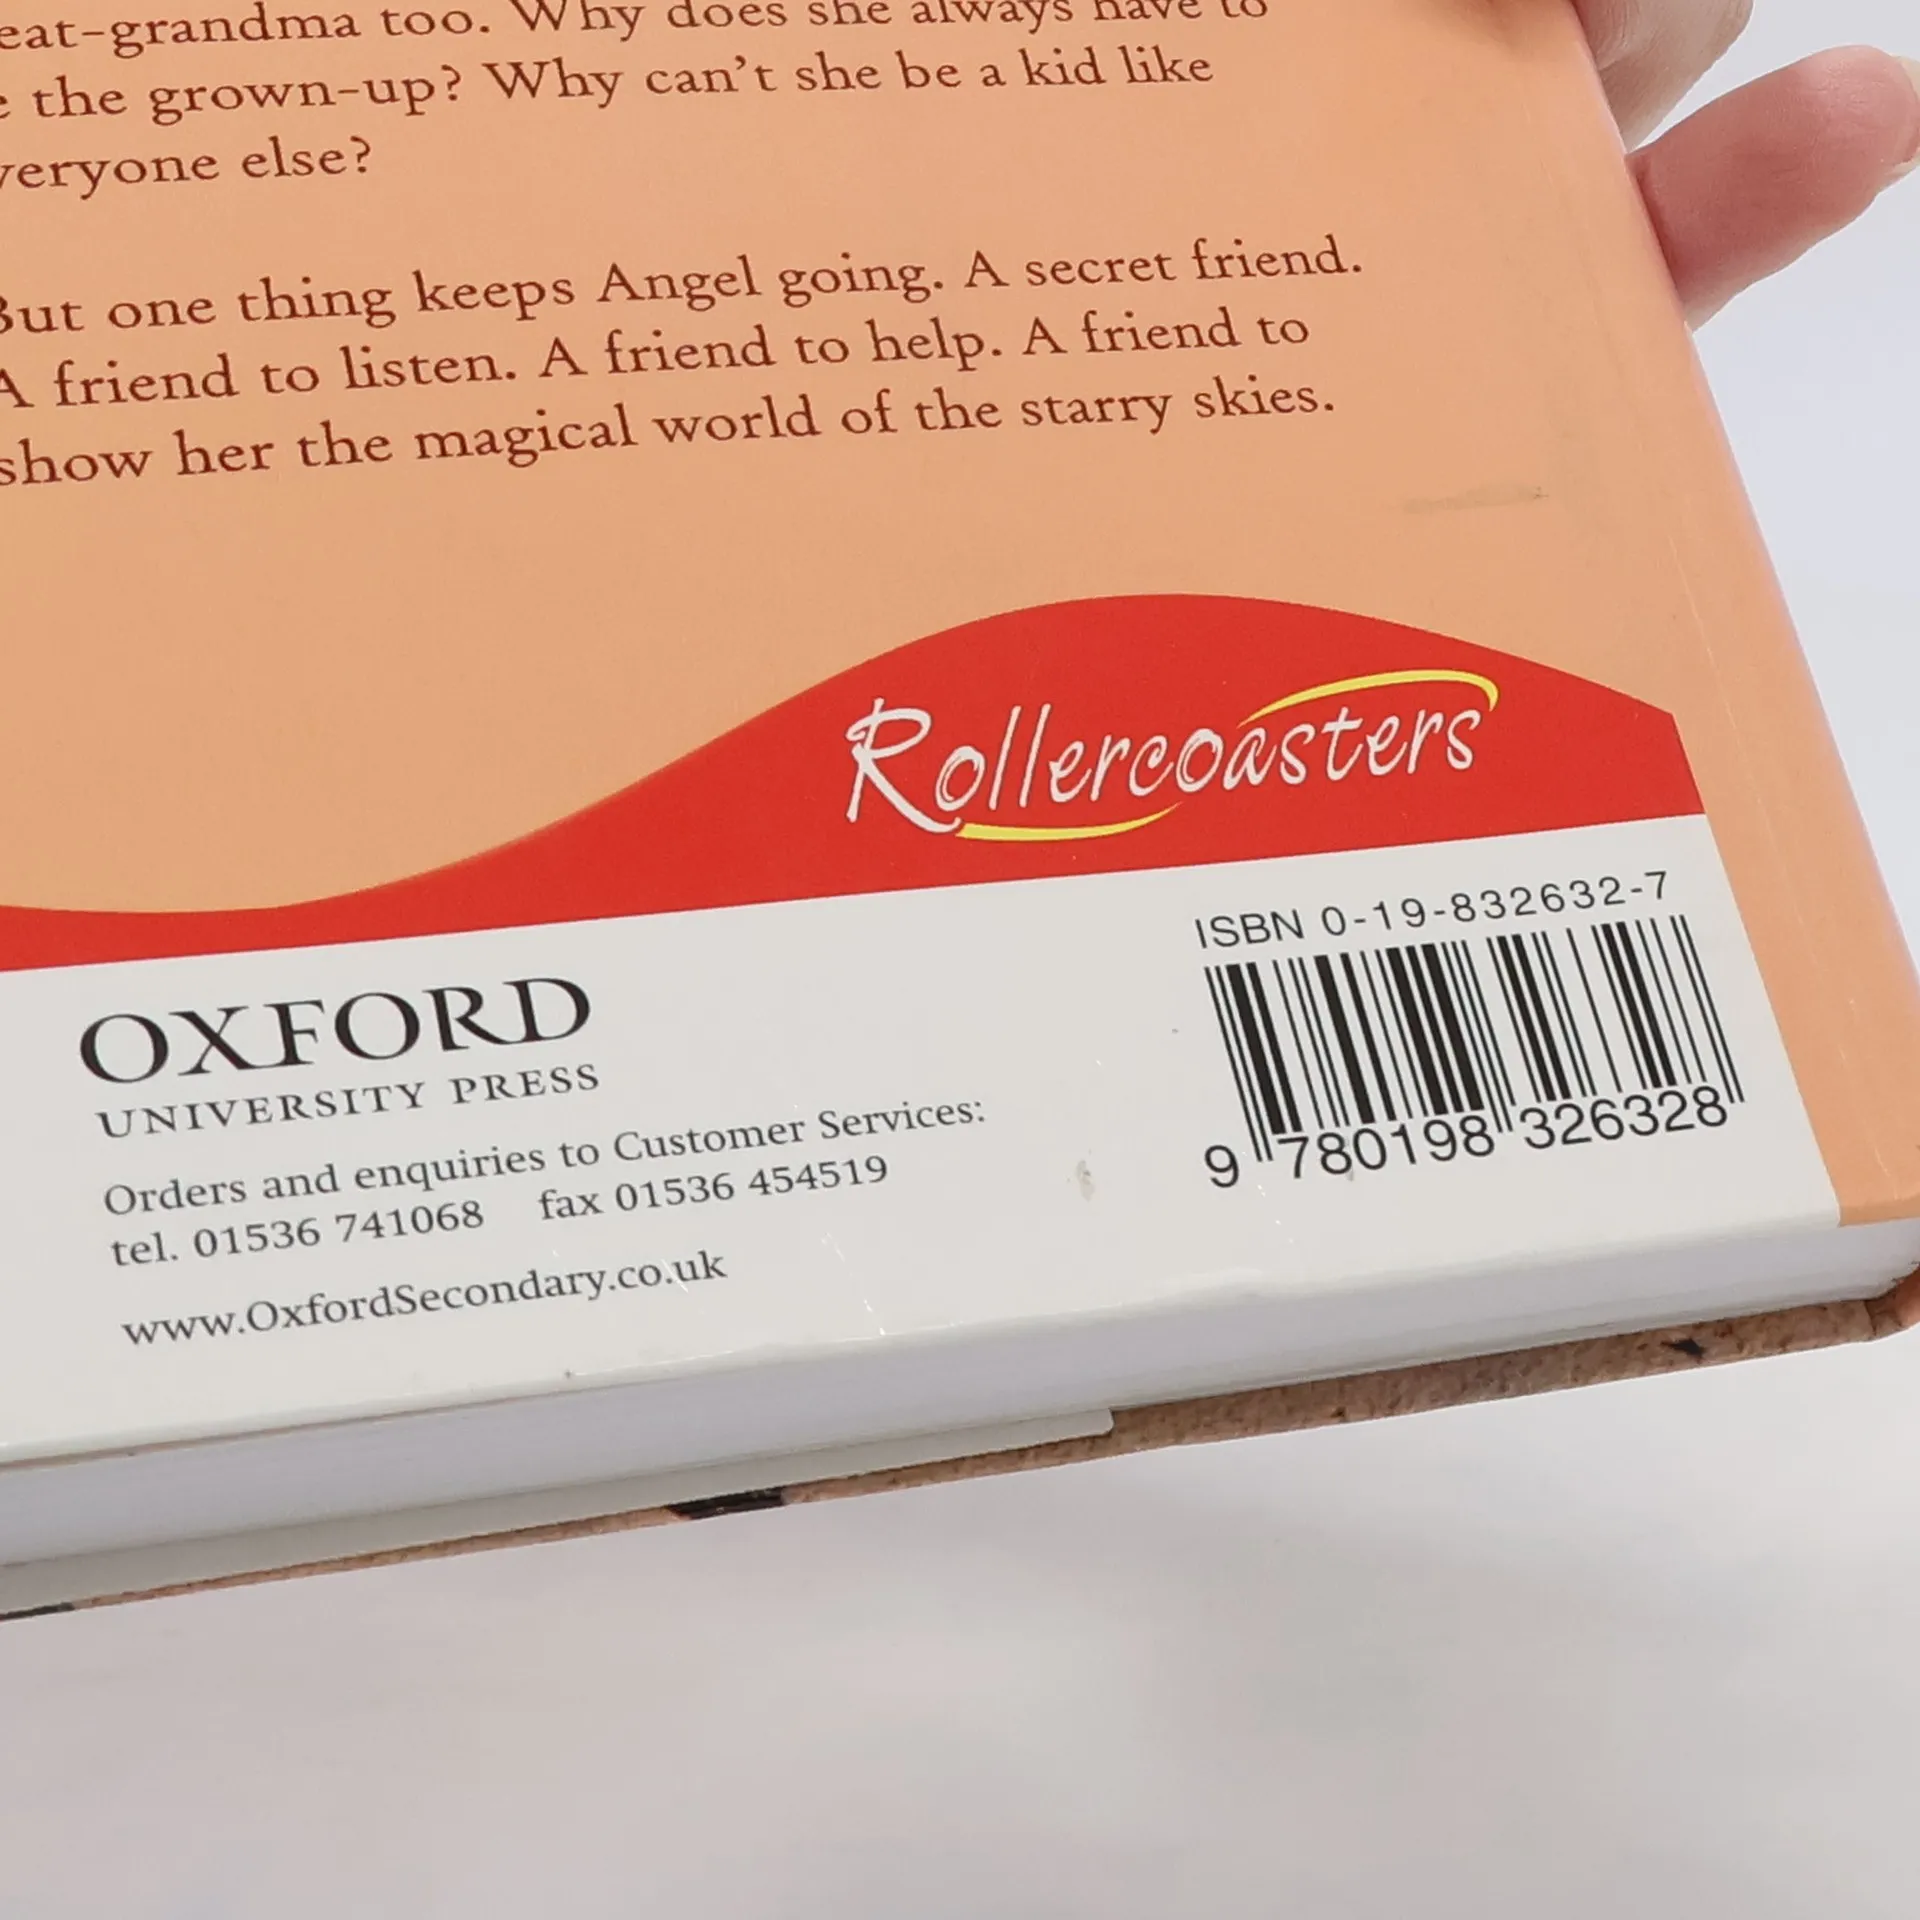 eat-grandma too. Why does she always have to
e the grown-up? Why can't she be a kid like
veryone else?
But one thing keeps Angel going. A secret friend.
A friend to listen. A friend to help. A friend to
show her the magical world of the starry skies.
Rollercoasters
ISBN 0-19-832632-7
9 780198 326328
OXFORD
UNIVERSITY PRESS
Orders and enquiries to Customer Services:
tel. 01536 741068 fax 01536 454519
www.OxfordSecondary.co.uk